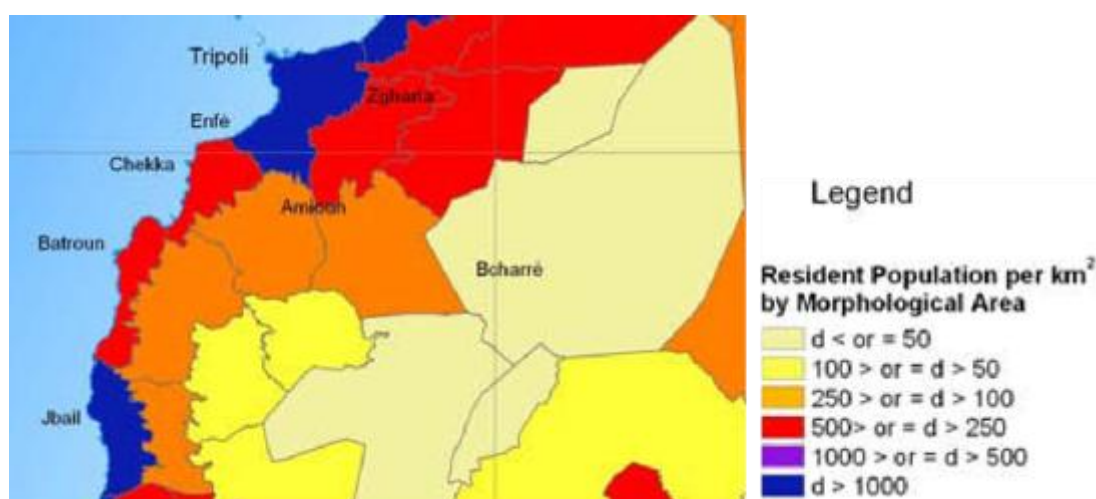 Tripoli
Zgharta
Enfé
Chekka
Amioun
Batroun
Bcharré
Jbail
Legend
Resident Population per km²
by Morphological Area
d < or = 50
100 > or = d > 50
250 > or = d > 100
500> or = d > 250
1000 > or = d > 500
d > 1000